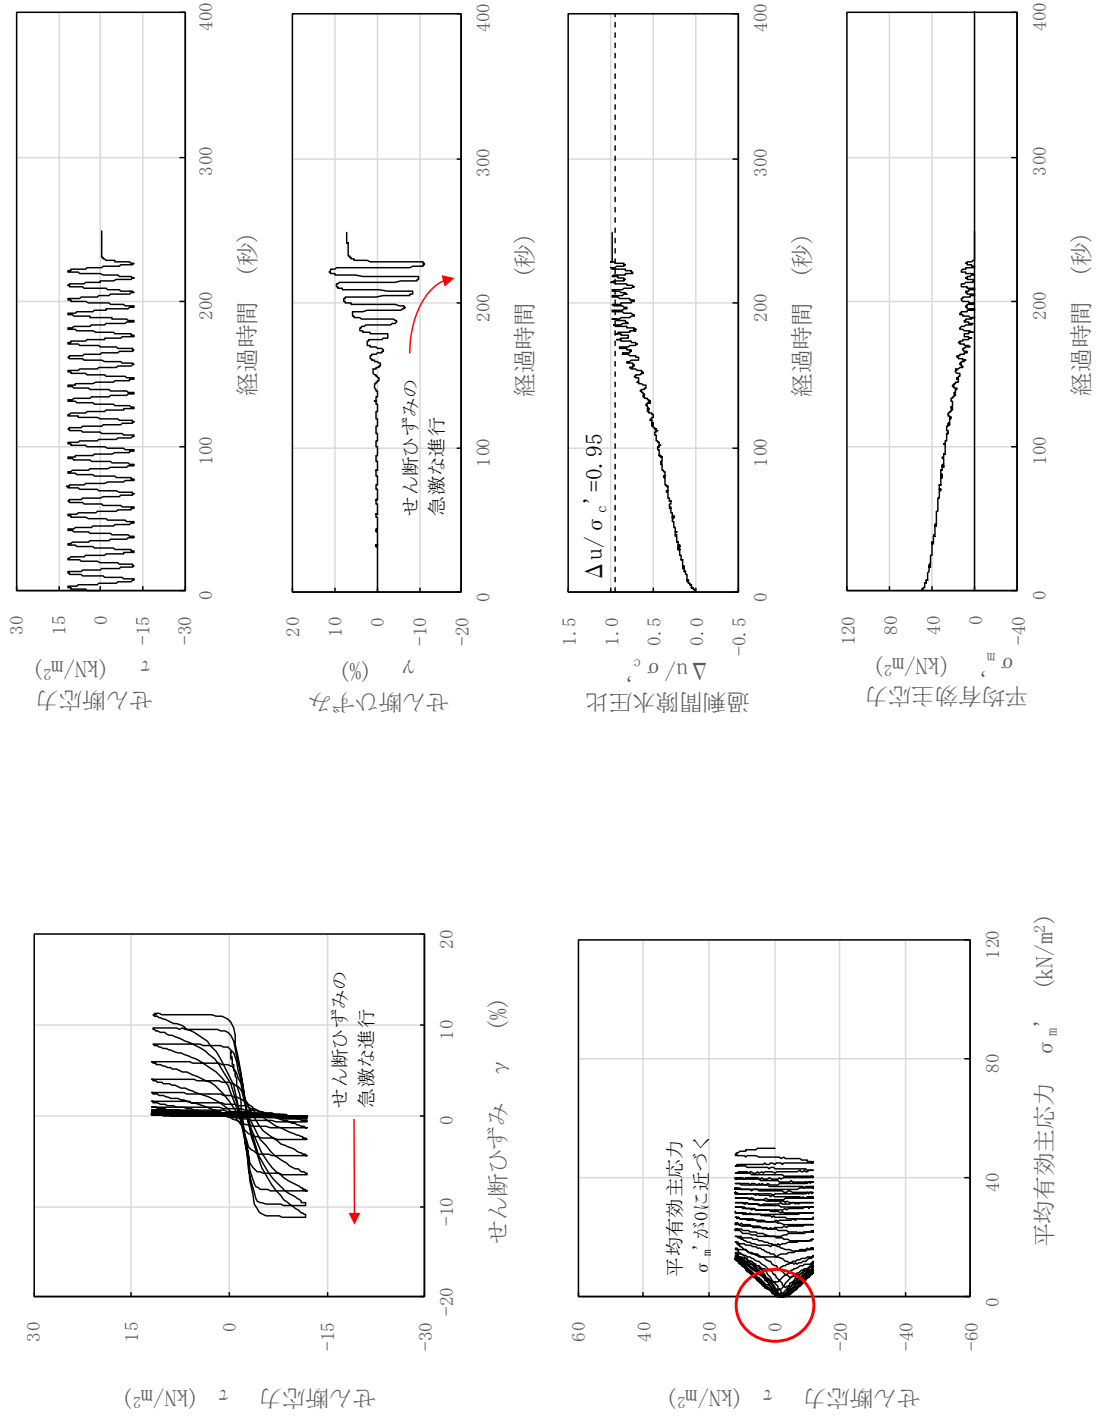 せん断応力 τ (kN/m²)
30
15
0
-15
-30
-20
-10
0
10
20
せん断ひずみ γ (%)
せん断ひずみの
急激な進行
せん断応力 τ (kN/m²)
60
40
20
0
-20
-40
-60
0
40
80
120
平均有効主応力 σm' (kN/m²)
平均有効主応力
σm'が0に近づく
せん断応力
τ (kN/m²)
30
15
0
-15
-30
0
100
200
300
400
経過時間 (秒)
せん断ひずみ
γ (%)
20
10
0
-10
-20
0
100
200
300
400
経過時間 (秒)
せん断ひずみの
急激な進行
過剰間隙水圧比
Δu/σc'
1.5
1.0
0.5
0.0
-0.5
0
100
200
300
400
経過時間 (秒)
Δu/σc'=0.95
平均有効主応力
σm' (kN/m²)
120
80
40
0
-40
0
100
200
300
400
経過時間 (秒)